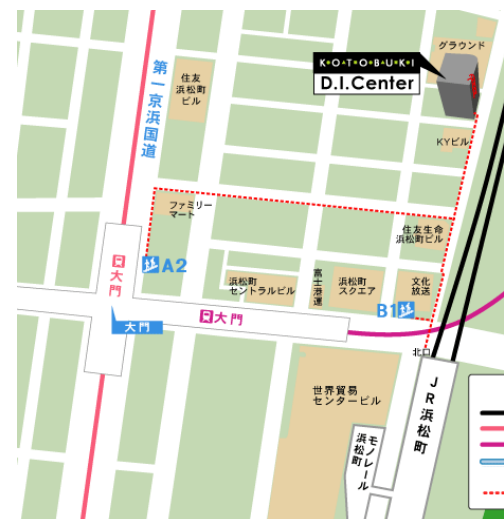 グラウンド
K・O・T・O・B・U・K・I
D.I.Center
第一京浜国道
住友
浜松町
ビル
KYビル
ファミリー
マート
住友生命
浜松町ビル
A2
大門
大門
浜松町
セントラルビル
富士港運
浜松町
スクエア
文化
放送
B1
大門
北口
世界貿易
センタービル
JR浜松町
モノレール
浜松町